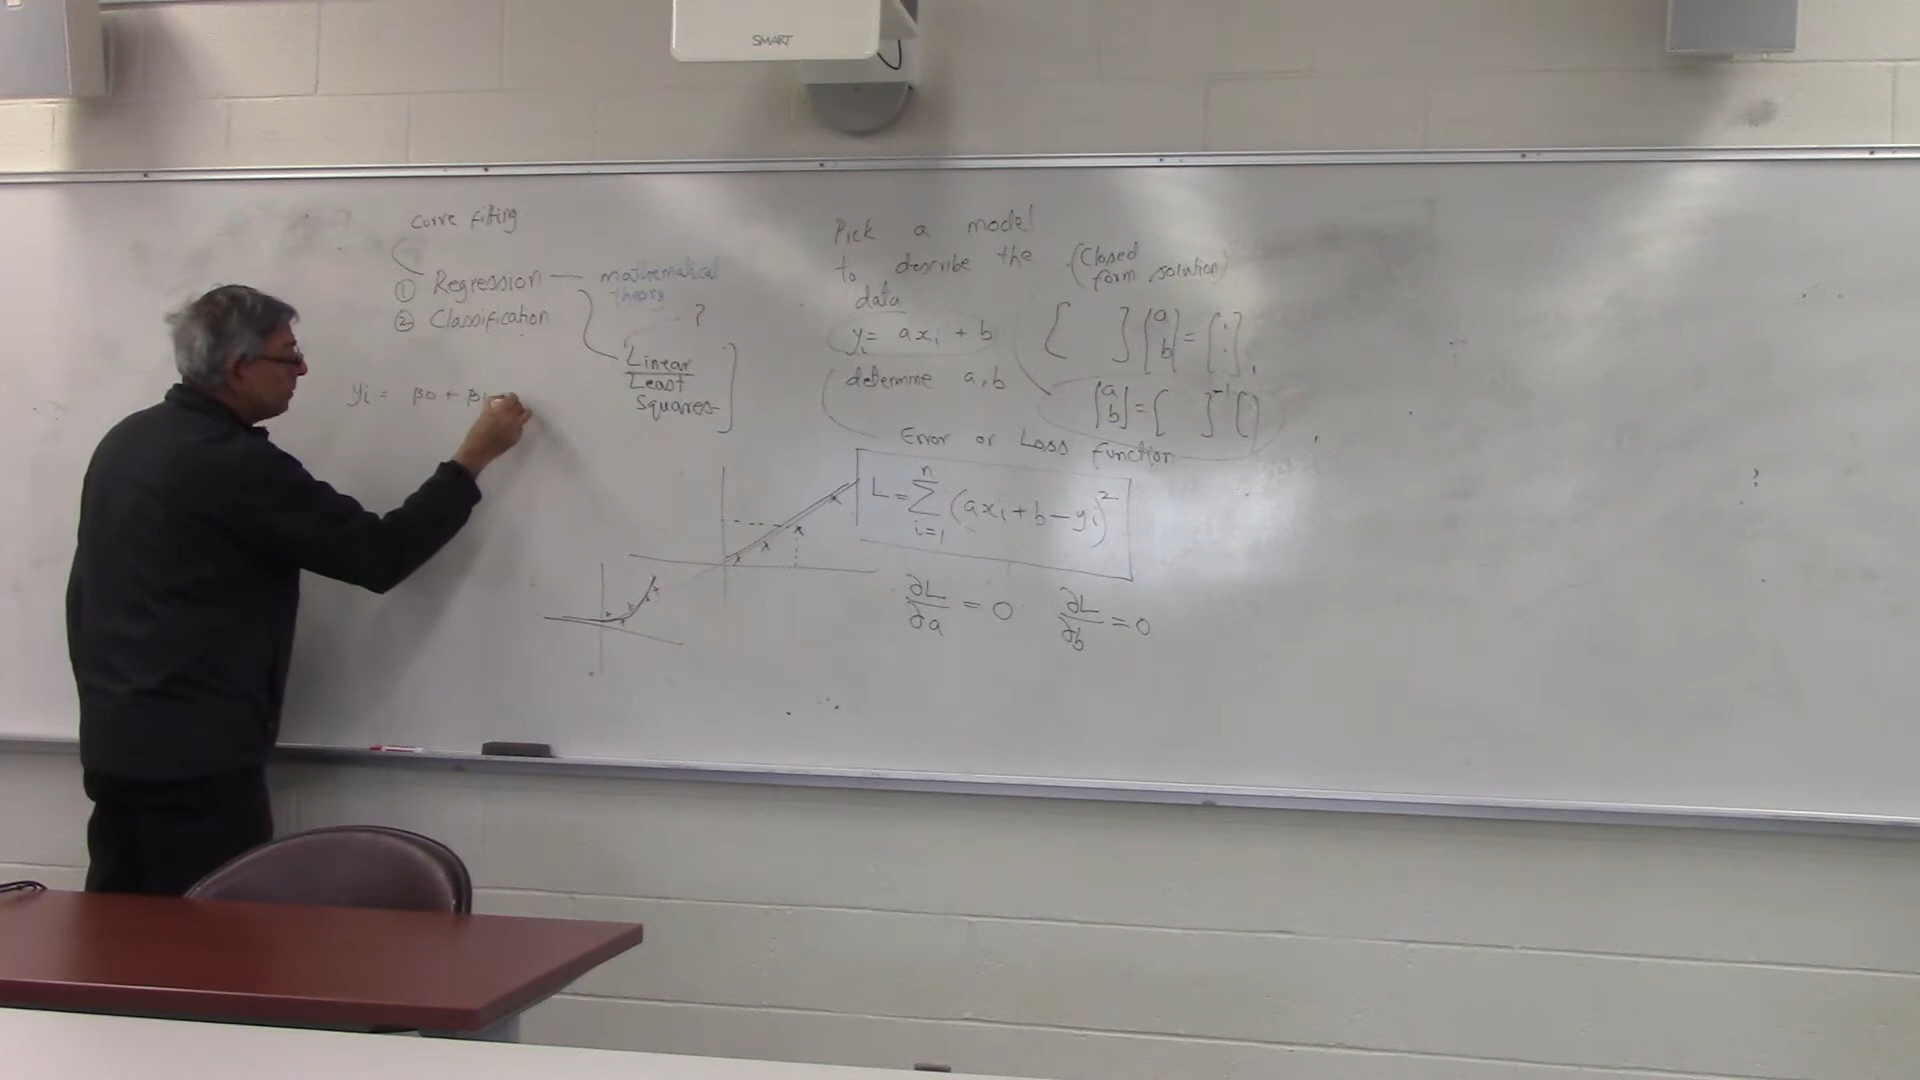 SMART
Curve fitting
① Regression — mathematical
theory
② Classification
?
Linear
Least
Squares
yi = β0 + β1
Pick a model
to describe the
data
yi = axi + b
determine a,b
(Closed
form solution)
[ ] [a b] = [: :]
[a b] = [ ]⁻¹ [ ]
Error or Loss function
L = Σ i=1 n (axi + b − yi)²
∂L/∂a = 0 ∂L/∂b = 0
?